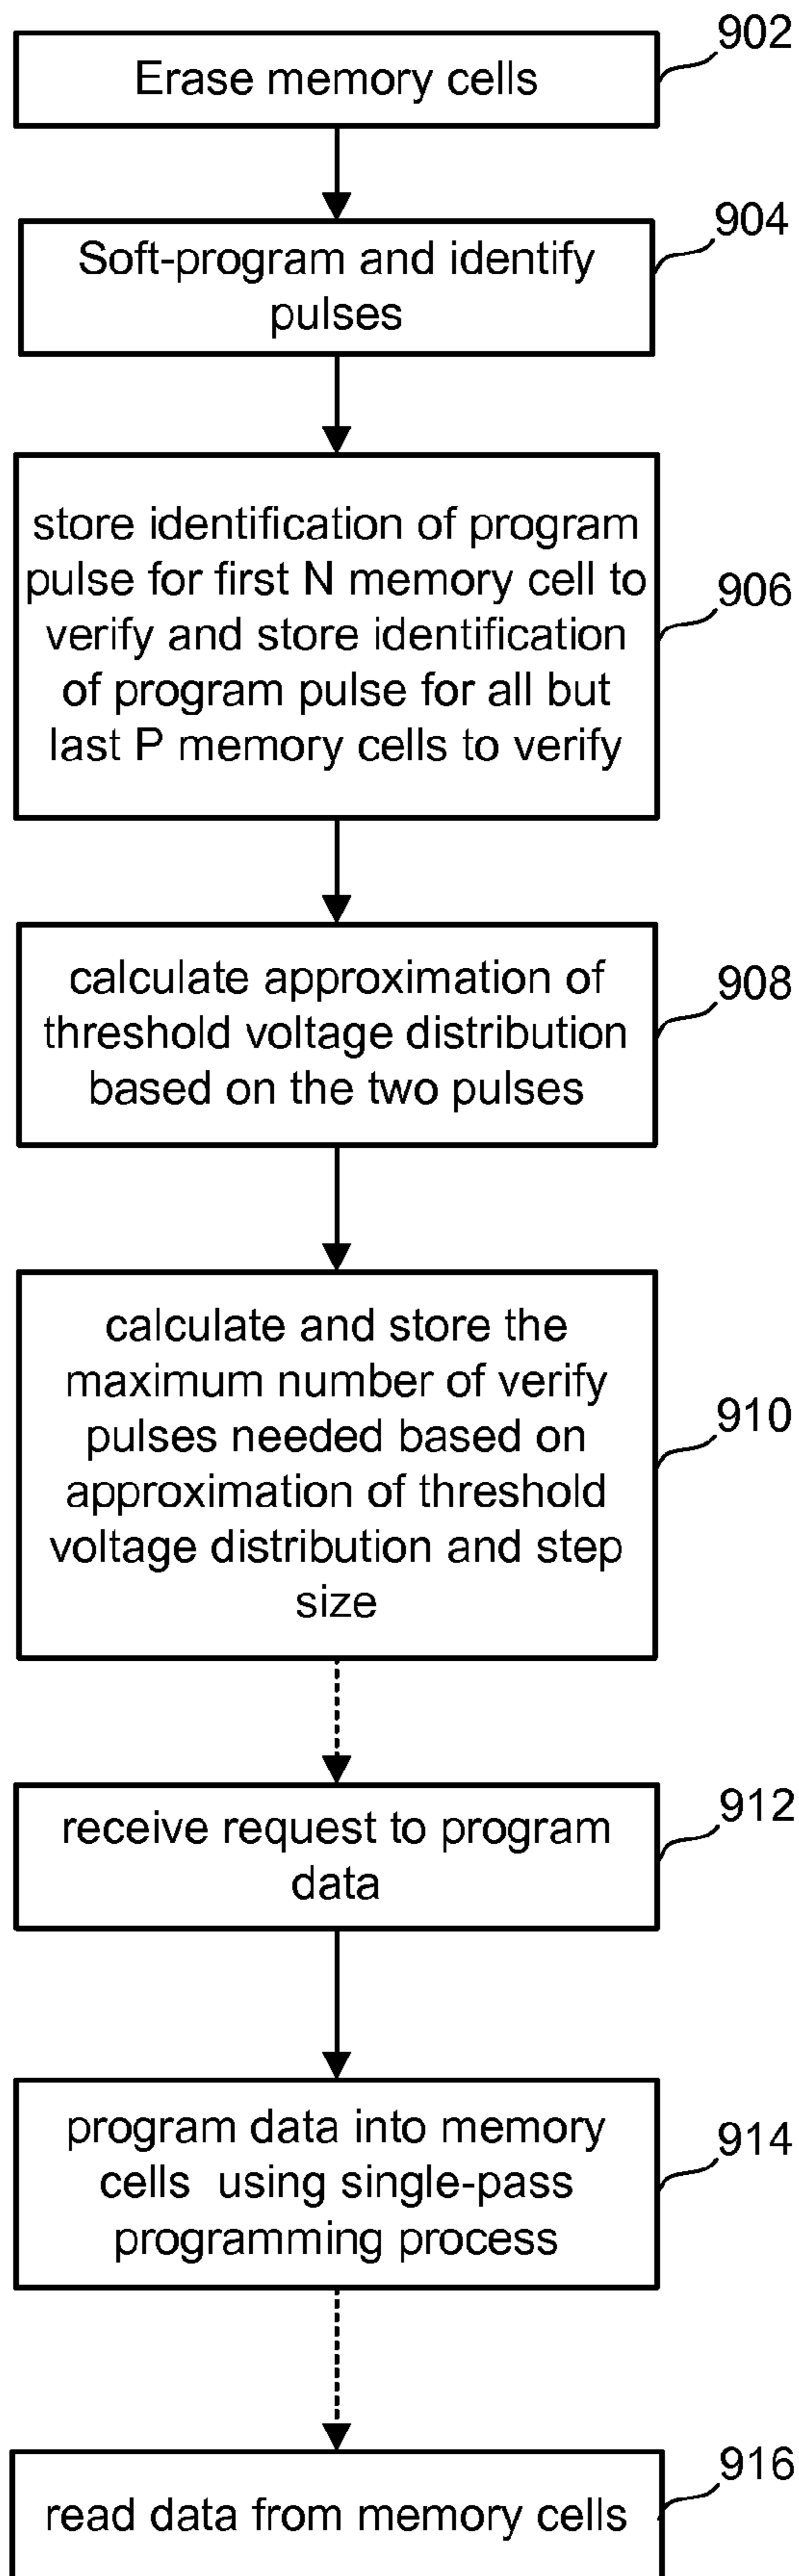 902
Erase memory cells
904
Soft-program and identify
pulses
store identification of program
pulse for first N memory cell to
verify and store identification
of program pulse for all but
last P memory cells to verify
906
calculate approximation of
threshold voltage distribution
based on the two pulses
908
calculate and store the
maximum number of verify
pulses needed based on
approximation of threshold
voltage distribution and step
size
910
receive request to program
data
912
program data into memory
cells using single-pass
programming process
914
read data from memory cells
916